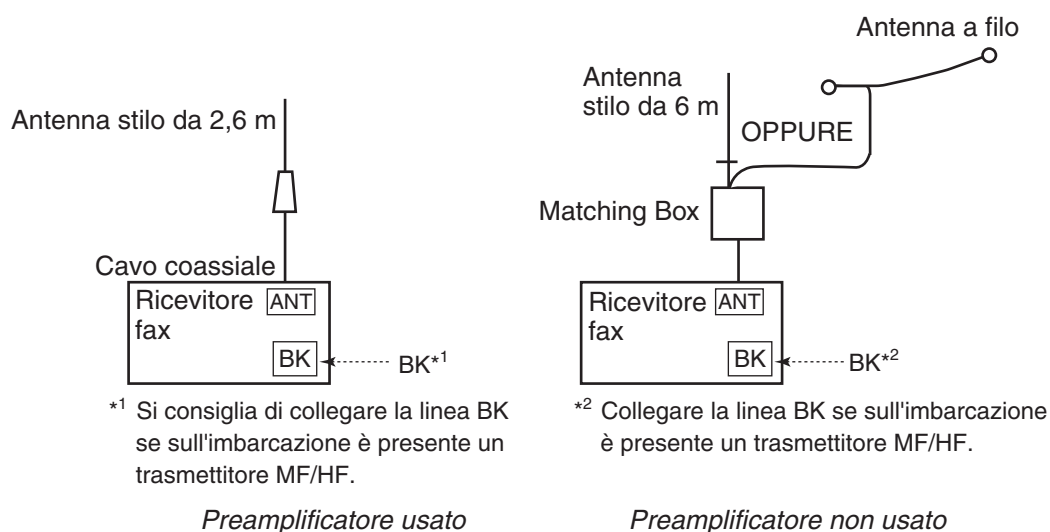 Antenna stilo da 2,6 m
Cavo coassiale
Ricevitore
fax
ANT
BK
BK*1
*1 Si consiglia di collegare la linea BK
se sull'imbarcazione è presente un
trasmettitore MF/HF.
Preamplificatore usato
Antenna a filo
Antenna
stilo da 6 m
OPPURE
Matching Box
Ricevitore
fax
ANT
BK
BK*2
*2 Collegare la linea BK se sull'imbarcazione
è presente un trasmettitore MF/HF.
Preamplificatore non usato